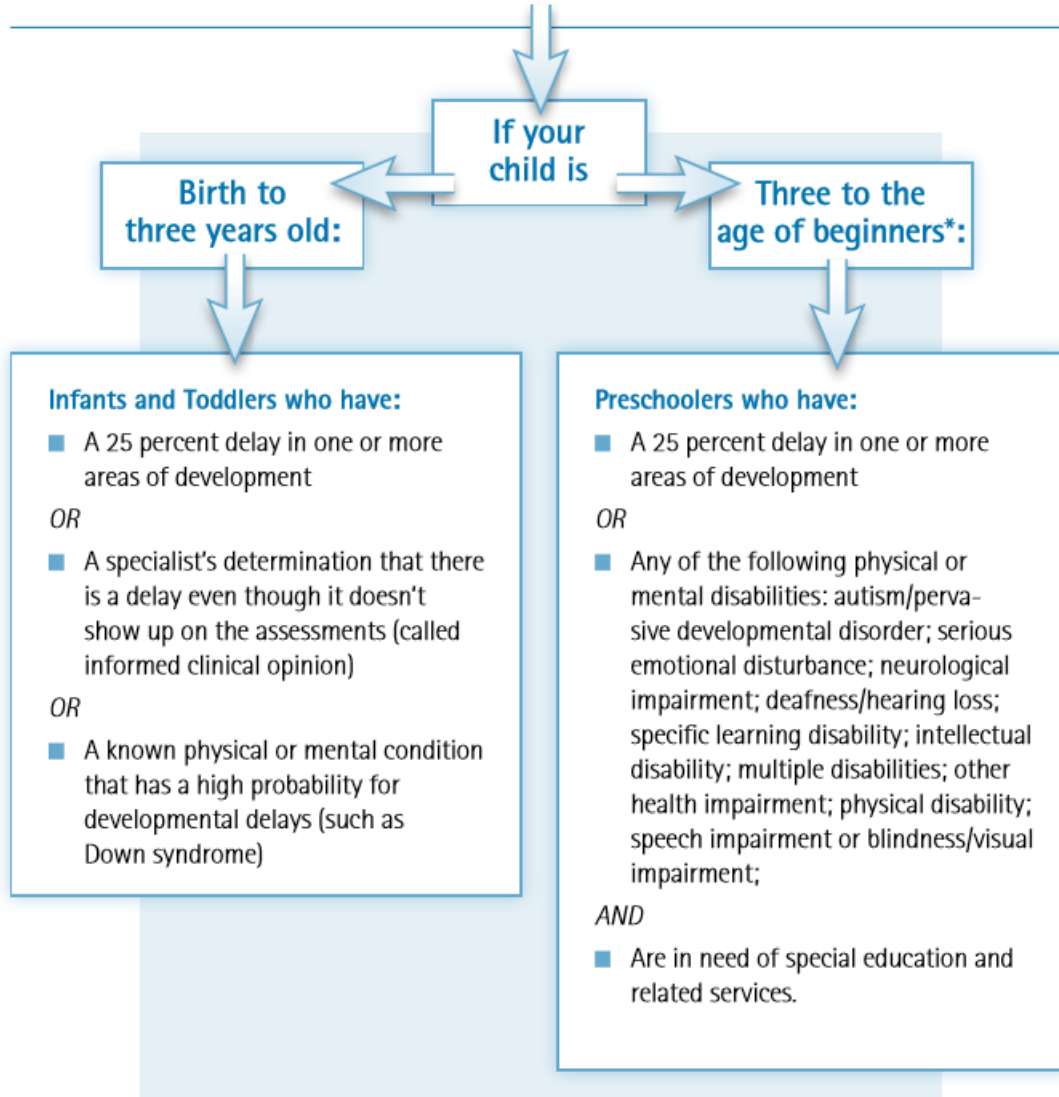 If your
child is
Birth to
three years old:
Three to the
age of beginners*:
Infants and Toddlers who have:
■ A 25 percent delay in one or more
areas of development
OR
■ A specialist's determination that there
is a delay even though it doesn't
show up on the assessments (called
informed clinical opinion)
OR
■ A known physical or mental condition
that has a high probability for
developmental delays (such as
Down syndrome)
Preschoolers who have:
■ A 25 percent delay in one or more
areas of development
OR
■ Any of the following physical or
mental disabilities: autism/perva-
sive developmental disorder; serious
emotional disturbance; neurological
impairment; deafness/hearing loss;
specific learning disability; intellectual
disability; multiple disabilities; other
health impairment; physical disability;
speech impairment or blindness/visual
impairment;
AND
■ Are in need of special education and
related services.